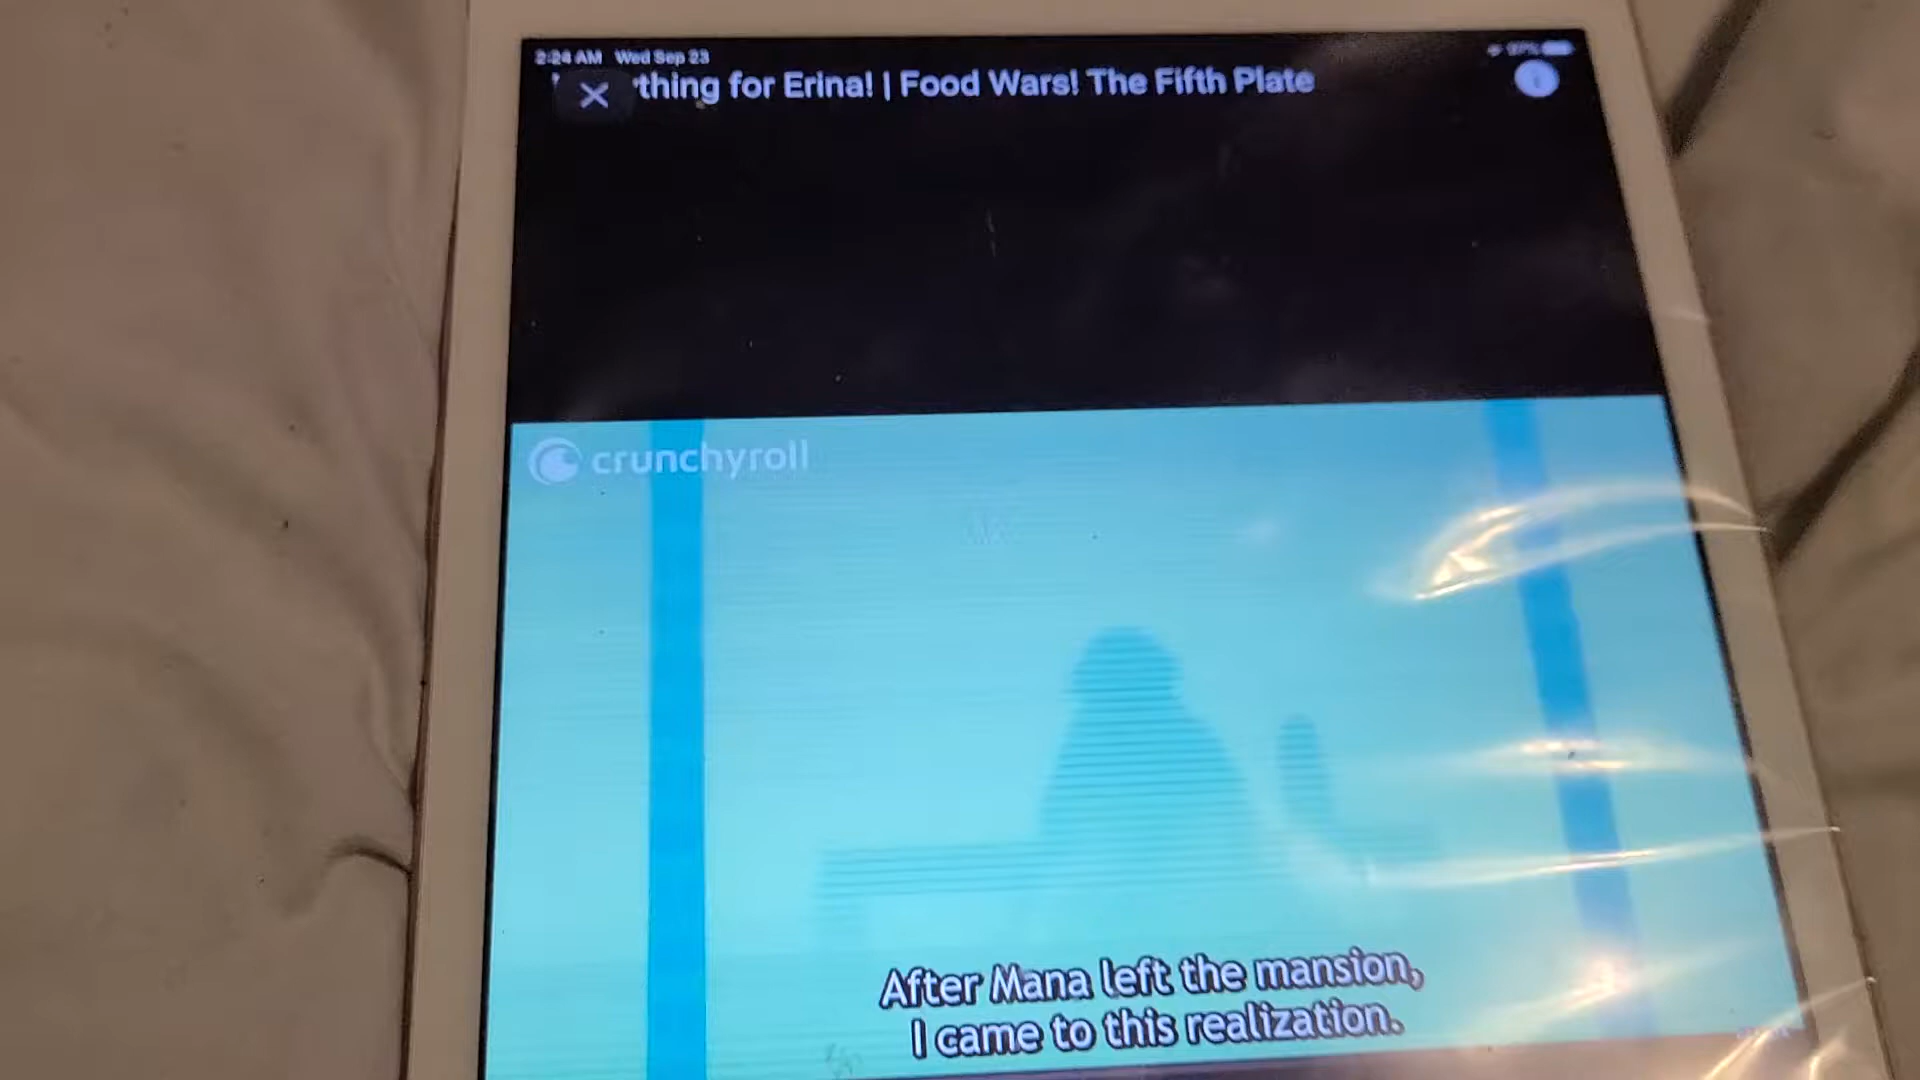 2:24 AM Wed Sep 23
97%
thing for Erina! | Food Wars! The Fifth Plate
crunchyroll
After Mana left the mansion,
I came to this realization.